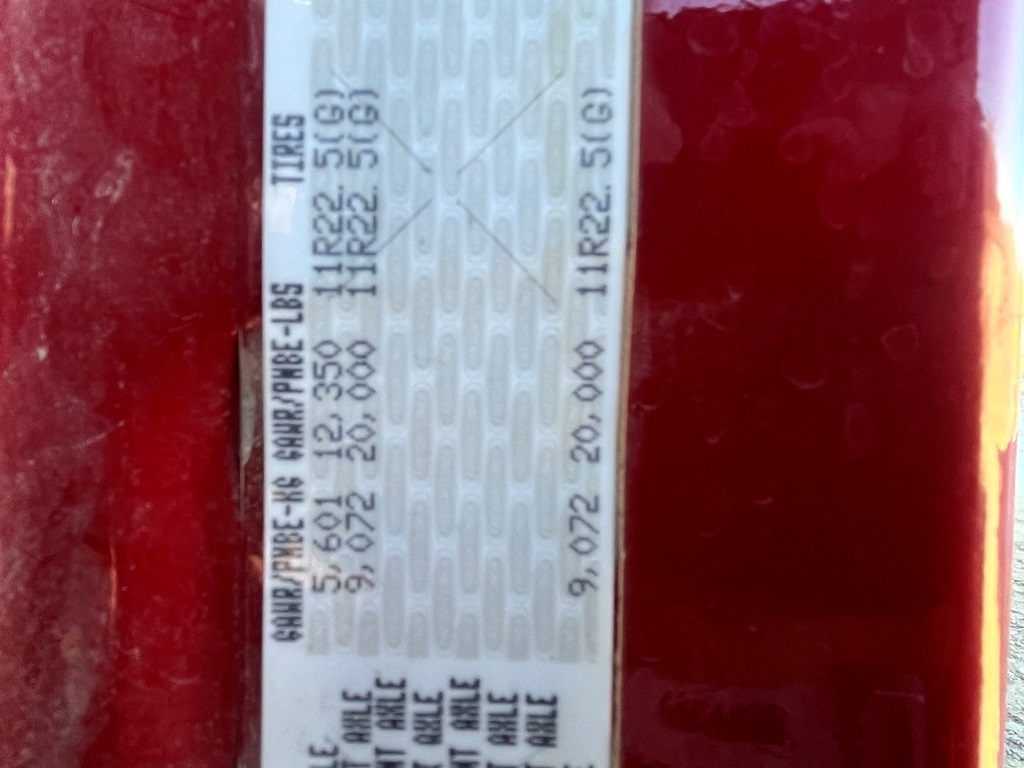 GAWR/PNBE-KG GAWR/PNBE-LBS TIRES
5,601 12,350 11R22.5(G)
AXLE 9,072 20,000 11R22.5(G)
AXLE
AXLE
AXLE
AXLE
AXLE
9,072 20,000 11R22.5(G)